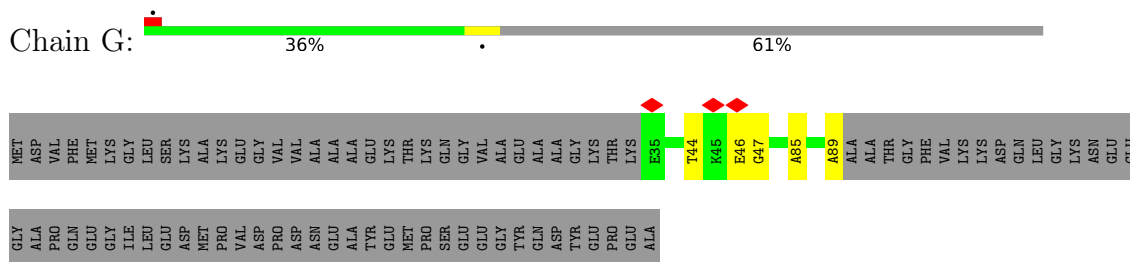 Chain G:
36%
61%
MET ASP VAL PHE MET LYS GLY LEU SER LYS ALA LYS GLU GLY VAL VAL ALA ALA ALA GLU LYS THR LYS GLN GLY VAL ALA GLU ALA ALA GLY LYS THR LYS E35 T44 K45 E46 G47 A85 A89 ALA ALA THR GLY PHE VAL LYS LYS ASP GLN LEU GLY LYS ASN GLU GLU
GLY ALA PRO GLN GLU GLY ILE LEU GLU ASP MET PRO VAL ASP PRO ASP ASN GLU ALA TYR GLU MET PRO SER GLU GLU GLY TYR GLN ASP TYR GLU PRO GLU ALA